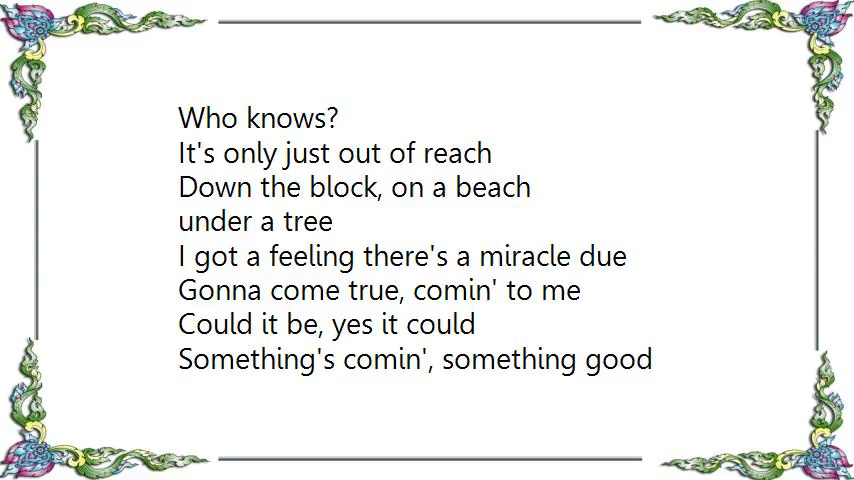 Who knows?
It's only just out of reach
Down the block, on a beach
under a tree
I got a feeling there's a miracle due
Gonna come true, comin' to me
Could it be, yes it could
Something's comin', something good